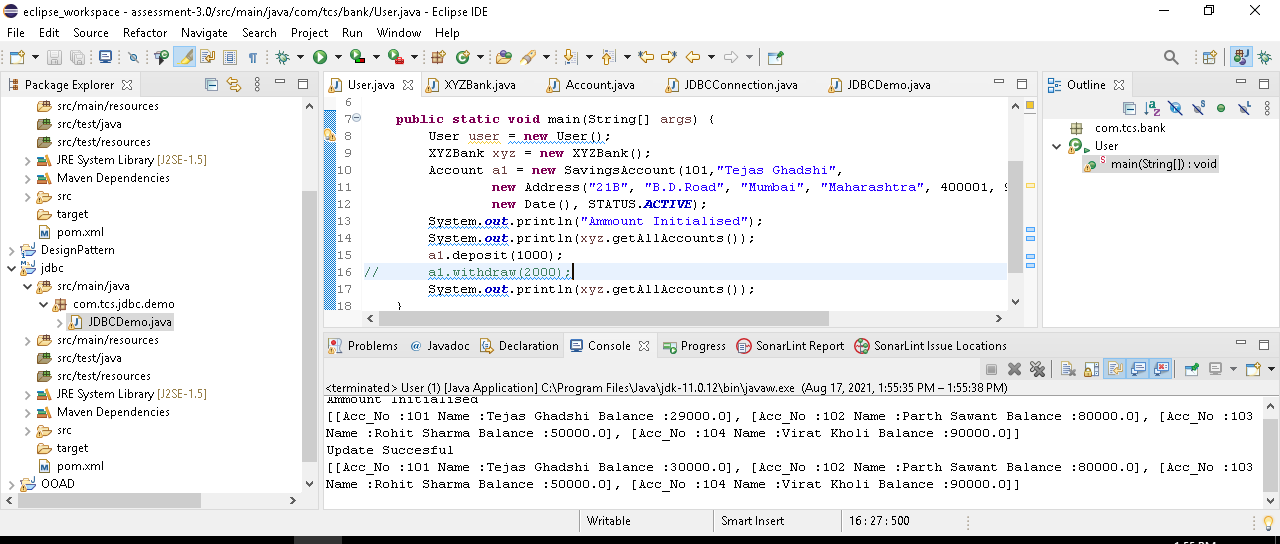 eclipse_workspace - assessment-3.0/src/main/java/com/tcs/bank/User.java - Eclipse IDE
File Edit Source Refactor Navigate Search Project Run Window Help
Package Explorer
src/main/resources
src/test/java
src/test/resources
JRE System Library [J2SE-1.5]
Maven Dependencies
src
target
pom.xml
DesignPattern
jdbc
src/main/java
com.tcs.jdbc.demo
JDBCDemo.java
src/main/resources
src/test/java
src/test/resources
JRE System Library [J2SE-1.5]
Maven Dependencies
src
target
pom.xml
OOAD
User.java XYZBank.java Account.java JDBCConnection.java JDBCDemo.java
6
7 public static void main(String[] args) {
8 User user = new User();
9 XYZBank xyz = new XYZBank();
10 Account a1 = new SavingsAccount(101,"Tejas Ghadshi",
11 new Address("21B", "B.D.Road", "Mumbai", "Maharashtra", 400001,
12 new Date(), STATUS.ACTIVE);
13 System.out.println("Ammount Initialised");
14 System.out.println(xyz.getAllAccounts());
15 a1.deposit(1000);
16 // a1.withdraw(2000);
17 System.out.println(xyz.getAllAccounts());
18 }
Outline
com.tcs.bank
User
main(String[]) : void
Problems Javadoc Declaration Console Progress SonarLint Report SonarLint Issue Locations
<terminated> User (1) [Java Application] C:\Program Files\Java\jdk-11.0.12\bin\javaw.exe (Aug 17, 2021, 1:55:35 PM – 1:55:38 PM)
Ammount Initialised
[[Acc_No :101 Name :Tejas Ghadshi Balance :29000.0], [Acc_No :102 Name :Parth Sawant Balance :80000.0], [Acc_No :103
Name :Rohit Sharma Balance :50000.0], [Acc_No :104 Name :Virat Kholi Balance :90000.0]]
Update Succesful
[[Acc_No :101 Name :Tejas Ghadshi Balance :30000.0], [Acc_No :102 Name :Parth Sawant Balance :80000.0], [Acc_No :103
Name :Rohit Sharma Balance :50000.0], [Acc_No :104 Name :Virat Kholi Balance :90000.0]]
Writable Smart Insert 16 : 27 : 500
1:55 PM